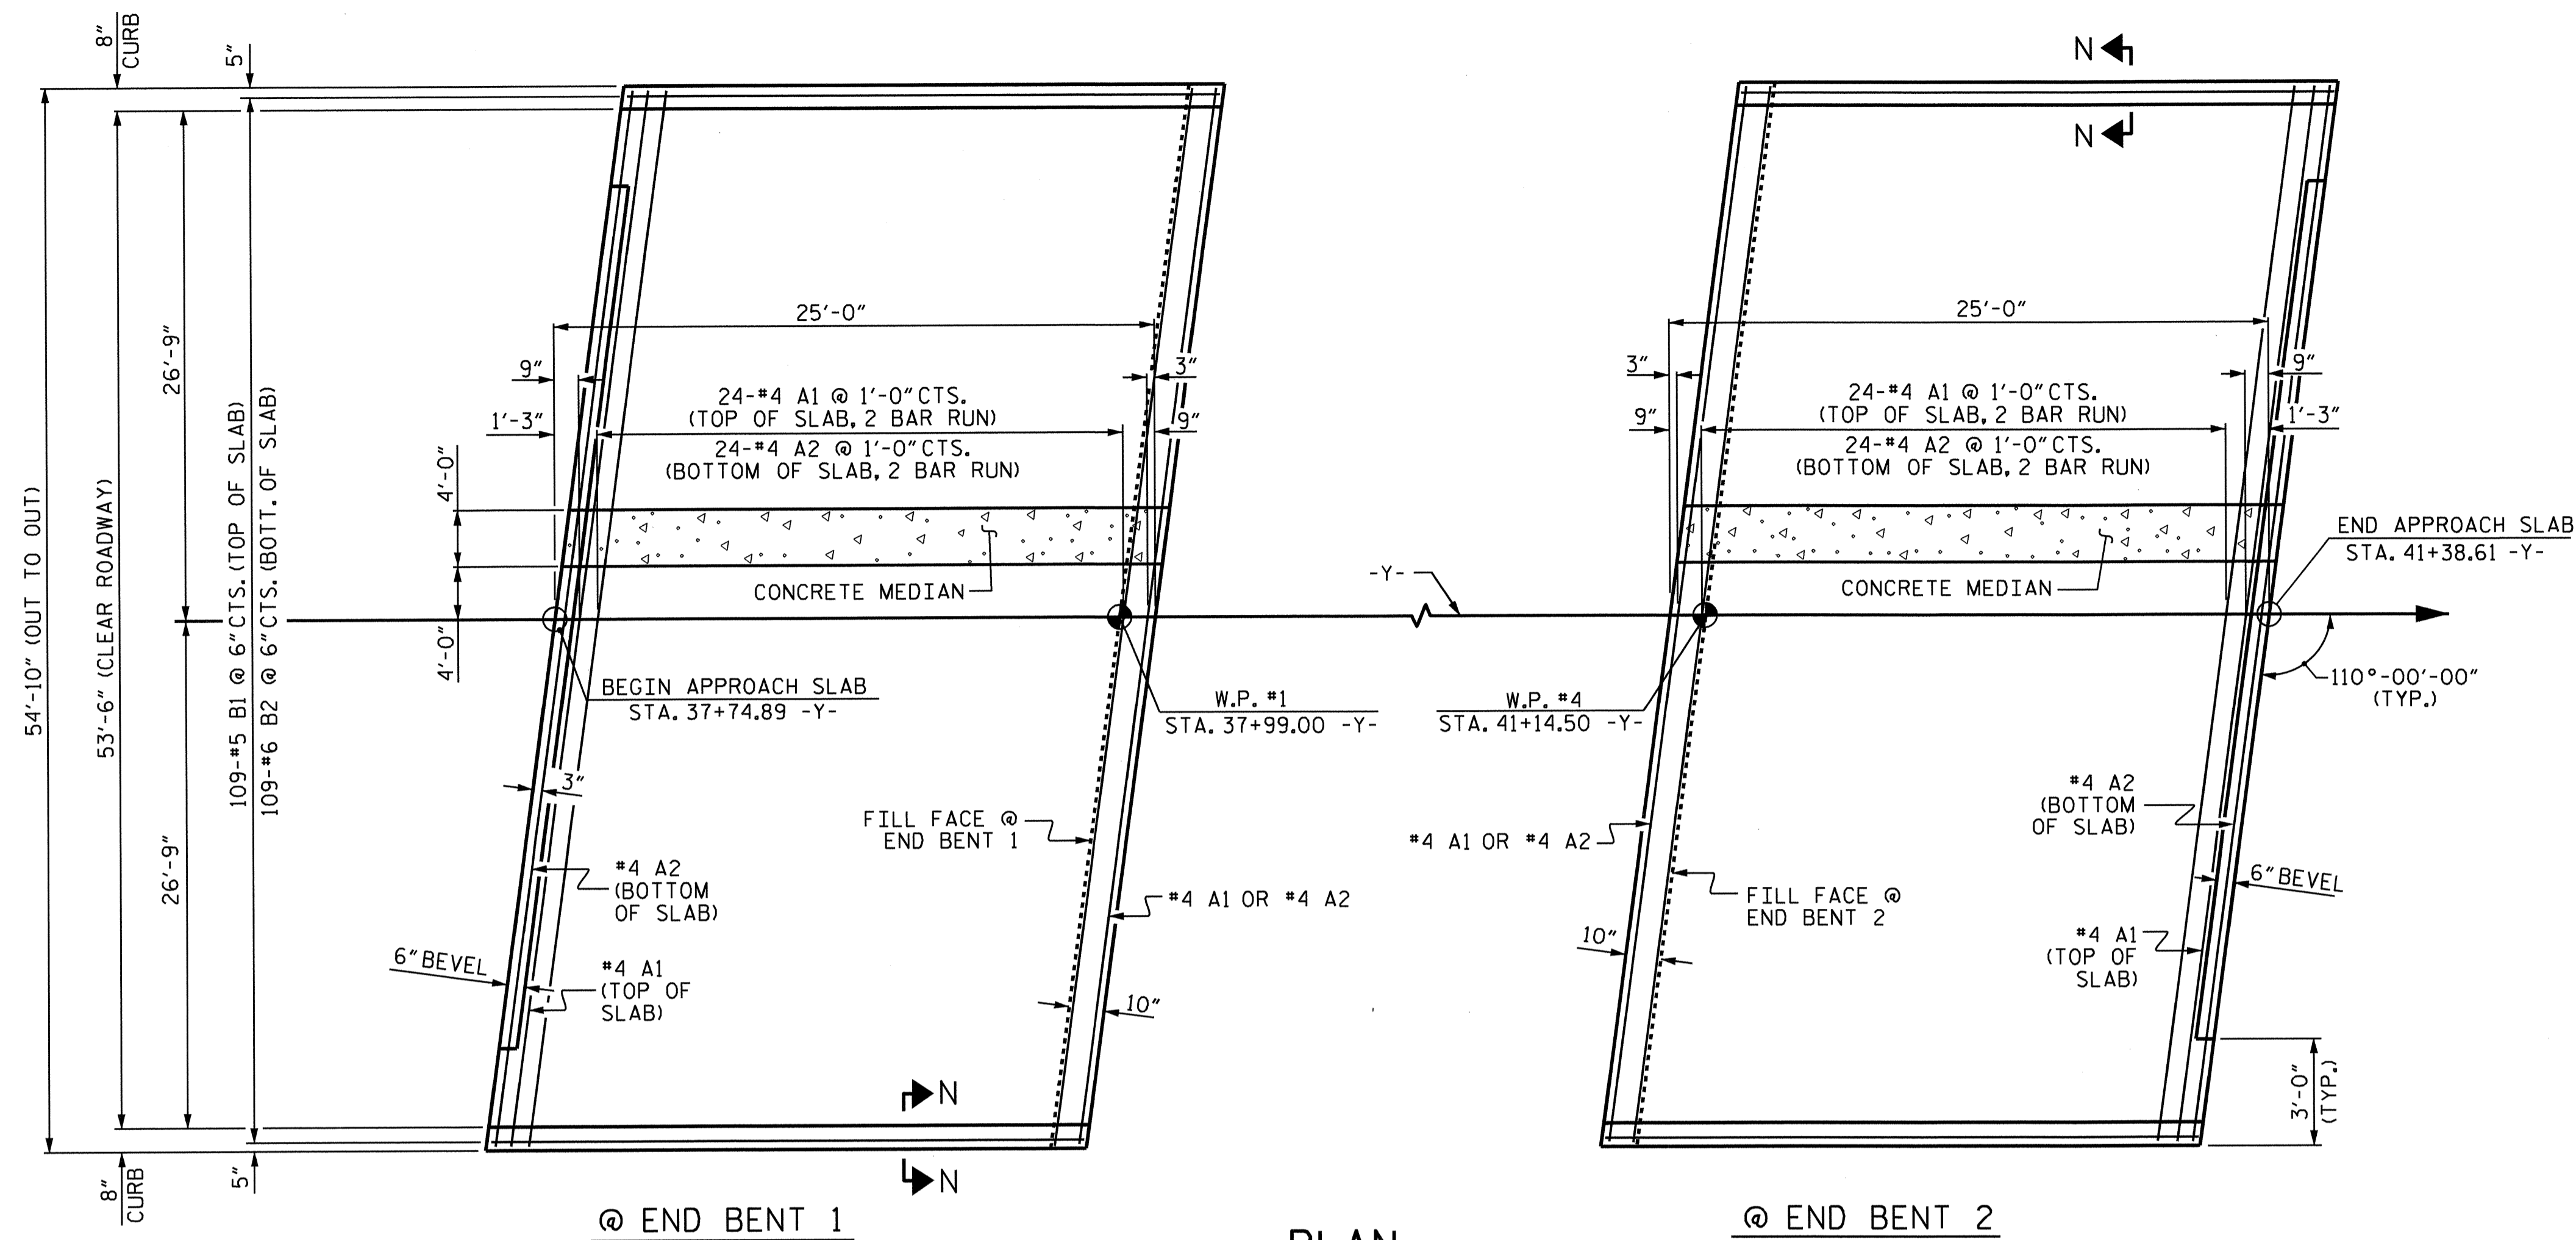 8"
CURB
5"
54'-10" (OUT TO OUT)
53'-6" (CLEAR ROADWAY)
26'-9"
26'-9"
109-#5 B1 @ 6" CTS. (TOP OF SLAB)
109-#6 B2 @ 6" CTS. (BOTT. OF SLAB)
8"
CURB
5"
25'-0"
9"
1'-3"
3"
9"
24-#4 A1 @ 1'-0" CTS.
(TOP OF SLAB, 2 BAR RUN)
24-#4 A2 @ 1'-0" CTS.
(BOTTOM OF SLAB, 2 BAR RUN)
4'-0"
4'-0"
CONCRETE MEDIAN
BEGIN APPROACH SLAB
STA. 37+74.89 -Y-
W.P. #1
STA. 37+99.00 -Y-
3"
FILL FACE @
END BENT 1
#4 A2
(BOTTOM
OF SLAB)
#4 A1 OR #4 A2
6" BEVEL
#4 A1
(TOP OF
SLAB)
10"
N
N
@ END BENT 1
-Y-
PLAN
N
N
25'-0"
3"
9"
9"
1'-3"
24-#4 A1 @ 1'-0" CTS.
(TOP OF SLAB, 2 BAR RUN)
24-#4 A2 @ 1'-0" CTS.
(BOTTOM OF SLAB, 2 BAR RUN)
CONCRETE MEDIAN
END APPROACH SLAB
STA. 41+38.61 -Y-
110°-00'-00"
(TYP.)
W.P. #4
STA. 41+14.50 -Y-
#4 A1 OR #4 A2
#4 A2
(BOTTOM
OF SLAB)
6" BEVEL
FILL FACE @
END BENT 2
10"
#4 A1
(TOP OF
SLAB)
3'-0"
(TYP.)
@ END BENT 2